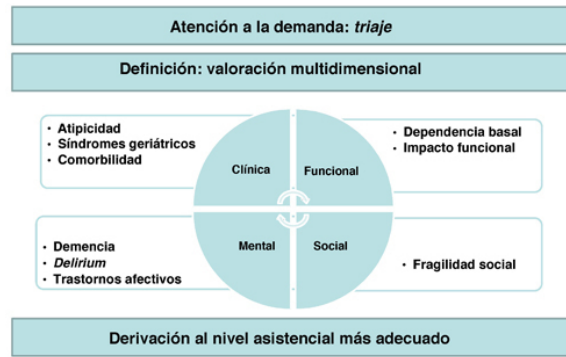 Atención a la demanda: triaje
Definición: valoración multidimensional
• Atipicidad
• Síndromes geriátricos
• Comorbilidad
Clínica
Funcional
• Dependencia basal
• Impacto funcional
• Demencia
• Delirium
• Trastornos afectivos
Mental
Social
• Fragilidad social
Derivación al nivel asistencial más adecuado